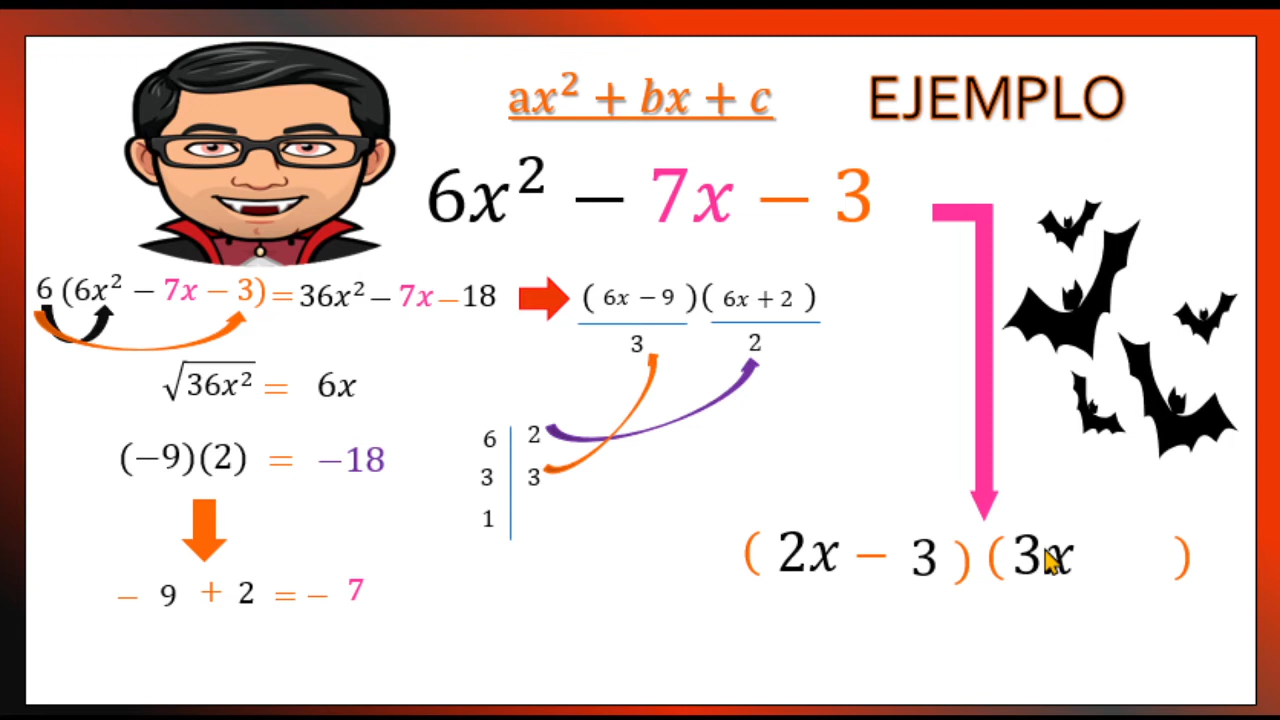 ax² + bx + c
EJEMPLO
6x² − 7x − 3
6 (6x² − 7x − 3) = 36x² − 7x − 18
( 6x − 9 )( 6x + 2 )
3 2
√36x² = 6x
(−9)(2) = −18
− 9 + 2 = − 7
6 | 2
3 | 3
1 |
( 2x − 3 ) ( 3x )